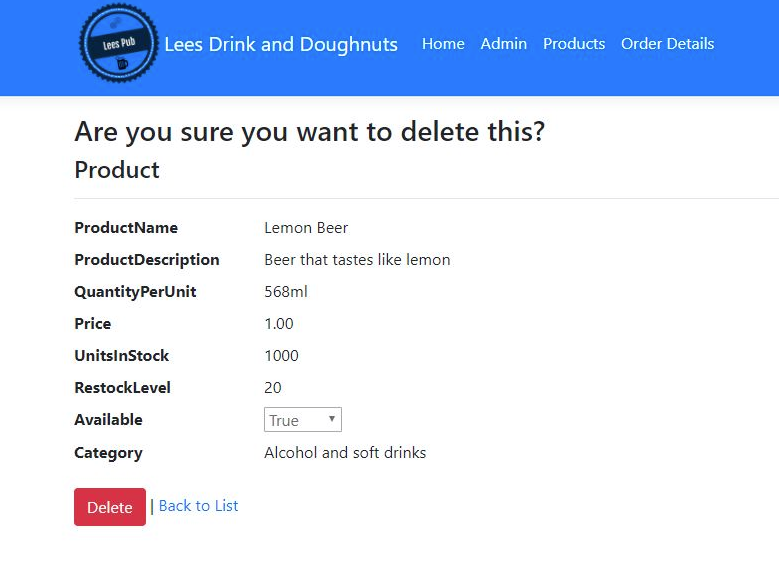 Lees Pub
Lees Drink and Doughnuts Home Admin Products Order Details
Are you sure you want to delete this?
Product
ProductName Lemon Beer
ProductDescription Beer that tastes like lemon
QuantityPerUnit 568ml
Price 1.00
UnitsInStock 1000
RestockLevel 20
Available True
Category Alcohol and soft drinks
Delete | Back to List